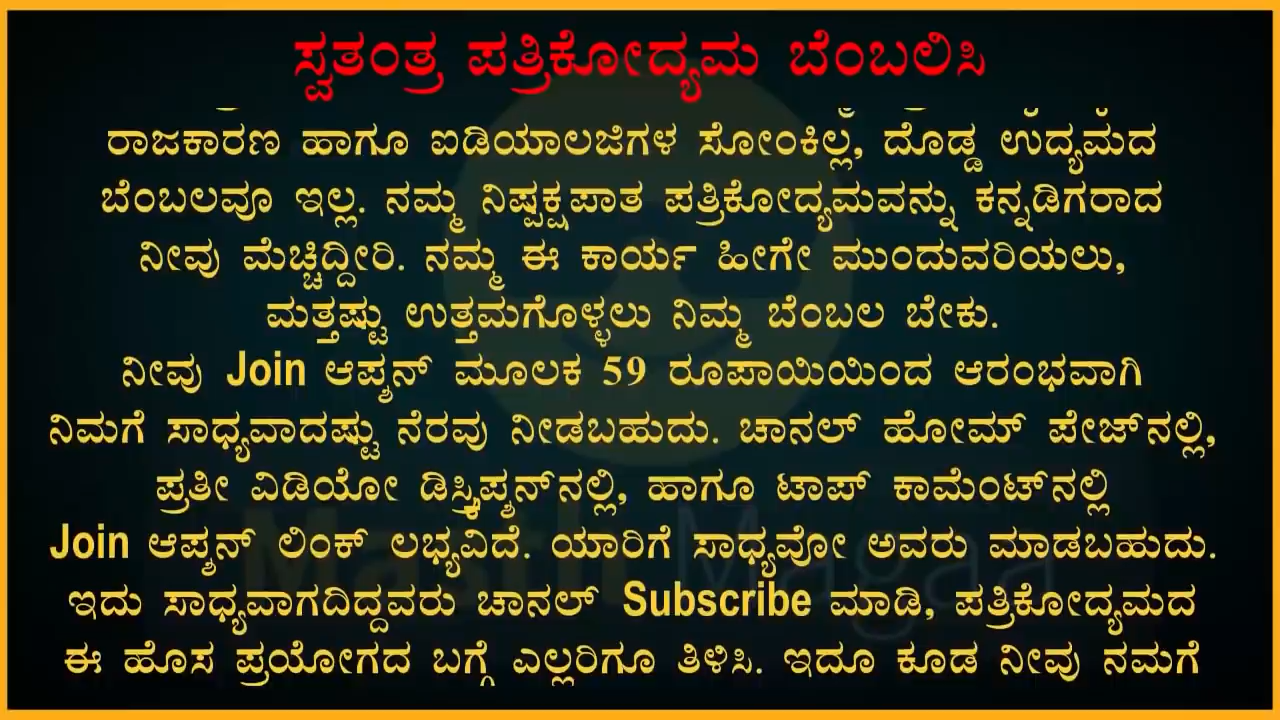 ಸ್ವತಂತ್ರ ಪತ್ರಿಕೋದ್ಯಮ ಬೆಂಬಲಿಸಿ
ರಾಜಕಾರಣ ಹಾಗೂ ಐಡಿಯಾಲಜಿಗಳ ಸೋಂಕಿಲ್ಲ, ದೊಡ್ಡ ಉದ್ಯಮದ
ಬೆಂಬಲವೂ ಇಲ್ಲ. ನಮ್ಮ ನಿಷ್ಪಕ್ಷಪಾತ ಪತ್ರಿಕೋದ್ಯಮವನ್ನು ಕನ್ನಡಿಗರಾದ
ನೀವು ಮೆಚ್ಚಿದ್ದೀರಿ. ನಮ್ಮ ಈ ಕಾರ್ಯ ಹೀಗೇ ಮುಂದುವರಿಯಲು,
ಮತ್ತಷ್ಟು ಉತ್ತಮಗೊಳ್ಳಲು ನಿಮ್ಮ ಬೆಂಬಲ ಬೇಕು.
ನೀವು Join ಆಪ್ಶನ್ ಮೂಲಕ 59 ರೂಪಾಯಿಯಿಂದ ಆರಂಭವಾಗಿ
ನಿಮಗೆ ಸಾಧ್ಯವಾದಷ್ಟು ನೆರವು ನೀಡಬಹುದು. ಚಾನಲ್ ಹೋಮ್ ಪೇಜ್‌ನಲ್ಲಿ,
ಪ್ರತೀ ವಿಡಿಯೋ ಡಿಸ್ಕ್ರಿಪ್ಶನ್‌ನಲ್ಲಿ, ಹಾಗೂ ಟಾಪ್ ಕಾಮೆಂಟ್‌ನಲ್ಲಿ
Join ಆಪ್ಶನ್ ಲಿಂಕ್ ಲಭ್ಯವಿದೆ. ಯಾರಿಗೆ ಸಾಧ್ಯವೋ ಅವರು ಮಾಡಬಹುದು.
ಇದು ಸಾಧ್ಯವಾಗದಿದ್ದವರು ಚಾನಲ್ Subscribe ಮಾಡಿ, ಪತ್ರಿಕೋದ್ಯಮದ
ಈ ಹೊಸ ಪ್ರಯೋಗದ ಬಗ್ಗೆ ಎಲ್ಲರಿಗೂ ತಿಳಿಸಿ. ಇದೂ ಕೂಡ ನೀವು ನಮಗೆ
Masth Magaa